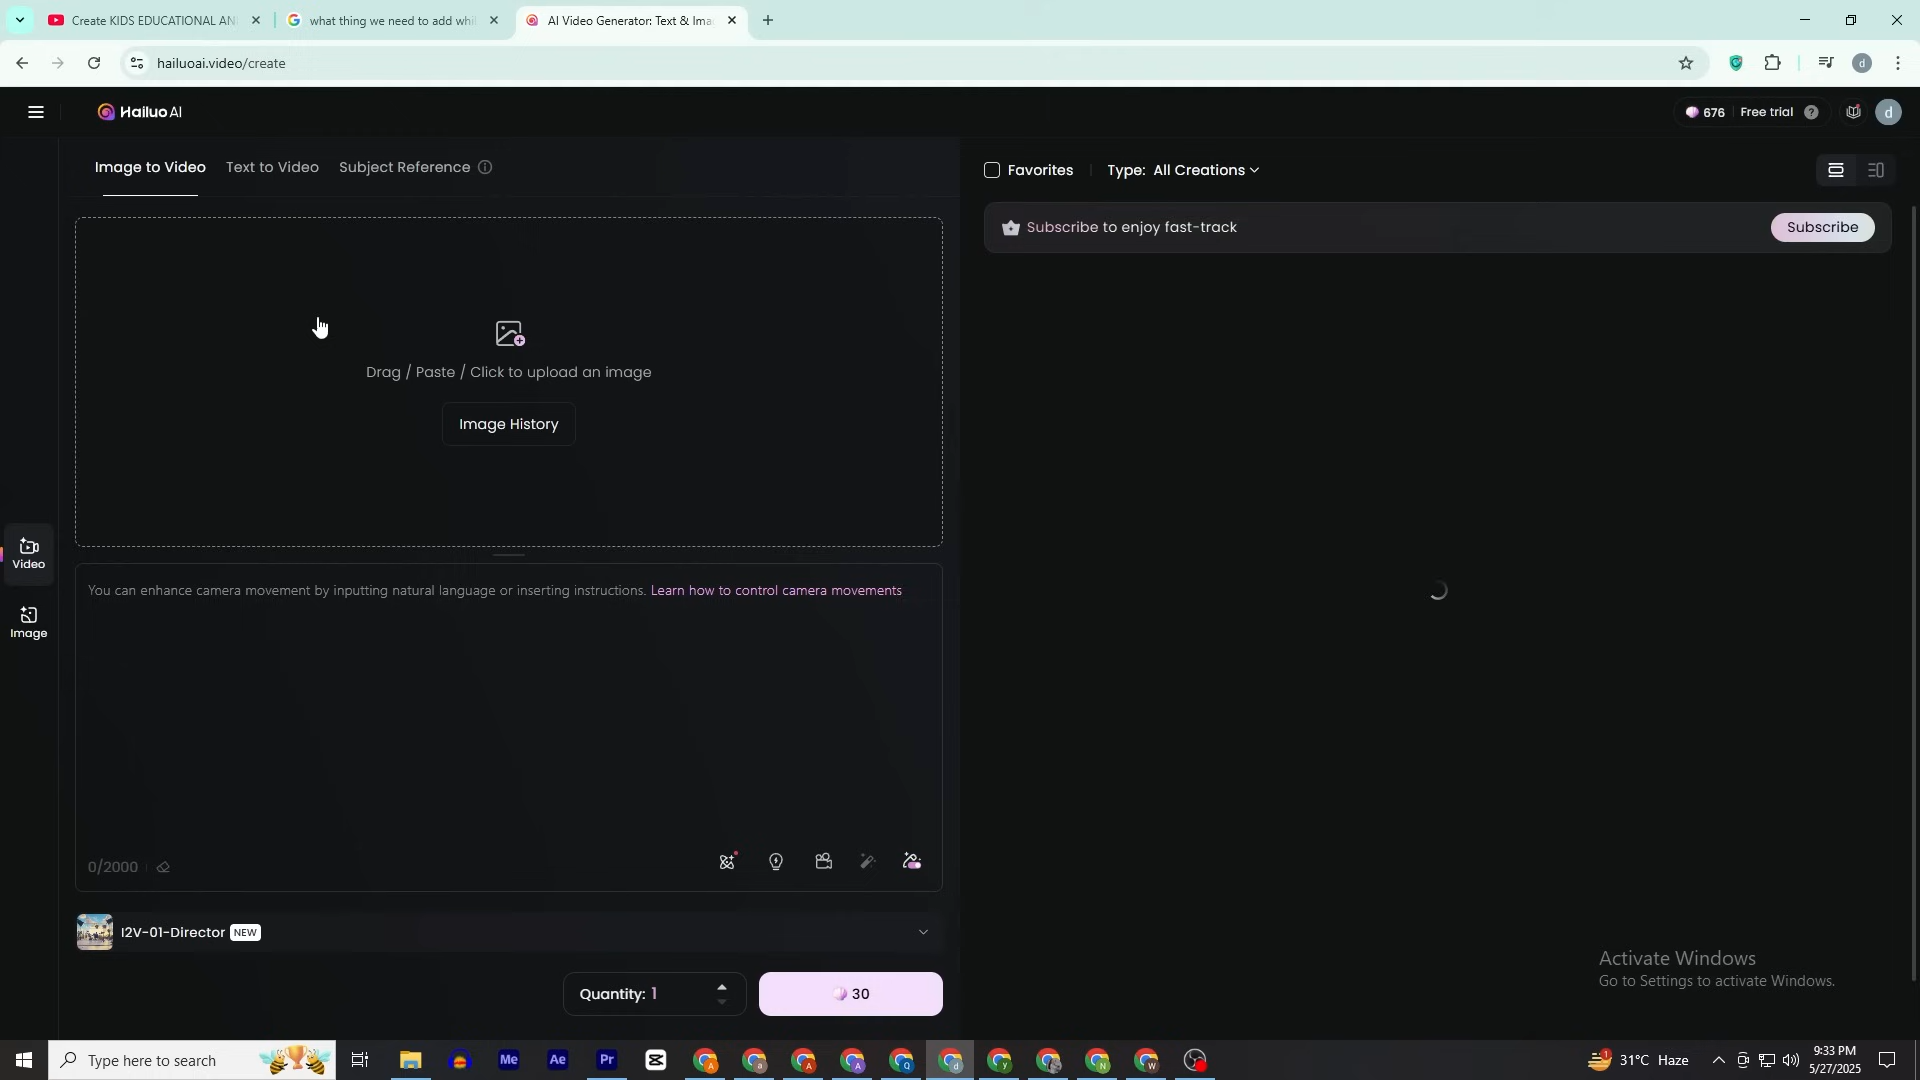 Create KIDS EDUCATIONAL AN
what thing we need to add whi
AI Video Generator: Text & Ima
hailuoai.video/create
d
Hailuo AI
676 Free trial ?
d
Image to Video Text to Video Subject Reference
Favorites Type: All Creations
Subscribe to enjoy fast-track Subscribe
Drag / Paste / Click to upload an image
Image History
Video
Image
You can enhance camera movement by inputting natural language or inserting instructions. Learn how to control camera movements
0/2000
I2V-01-Director NEW
Quantity: 1
30
Activate Windows
Go to Settings to activate Windows.
Type here to search
Me Ae Pr
A a A A Q d y N W
1 31°C Haze
9:33 PM
5/27/2025